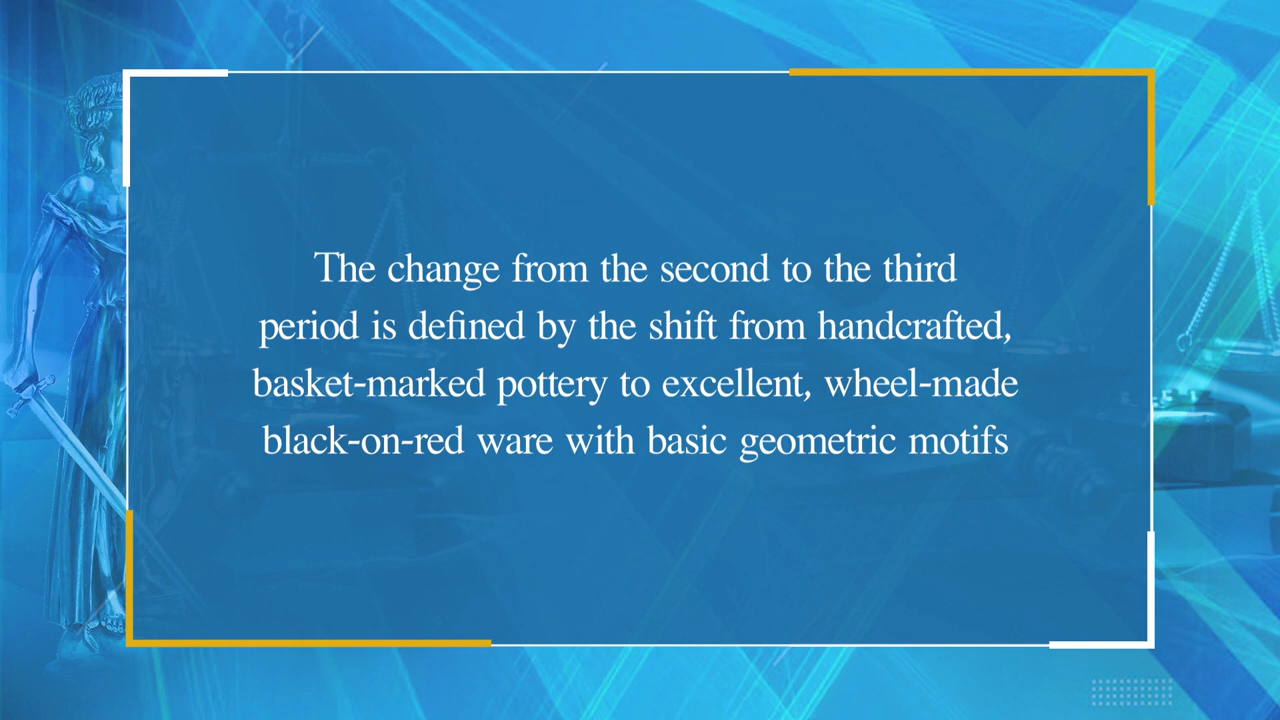 The change from the second to the third
period is defined by the shift from handcrafted,
basket-marked pottery to excellent, wheel-made
black-on-red ware with basic geometric motifs